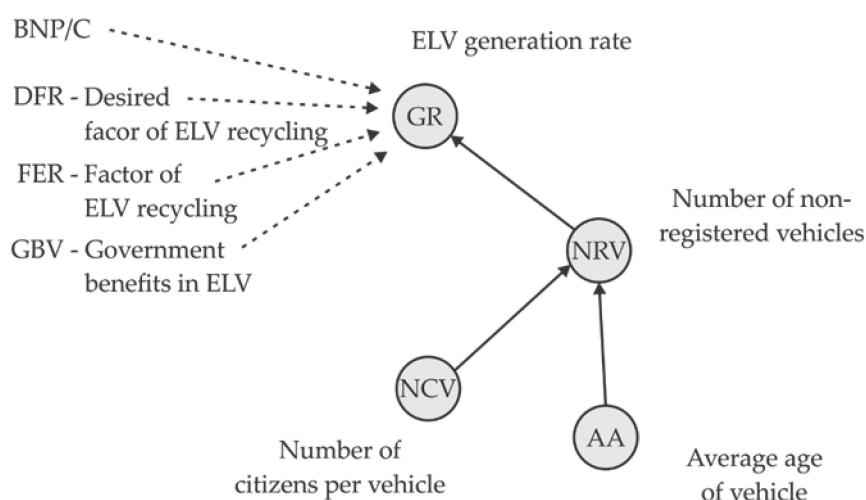 BNP/C
ELV generation rate
DFR - Desired
facor of ELV recycling
GR
FER - Factor of
ELV recycling
Number of non-
registered vehicles
GBV - Government
benefits in ELV
NRV
NCV
Number of
citizens per vehicle
AA
Average age
of vehicle